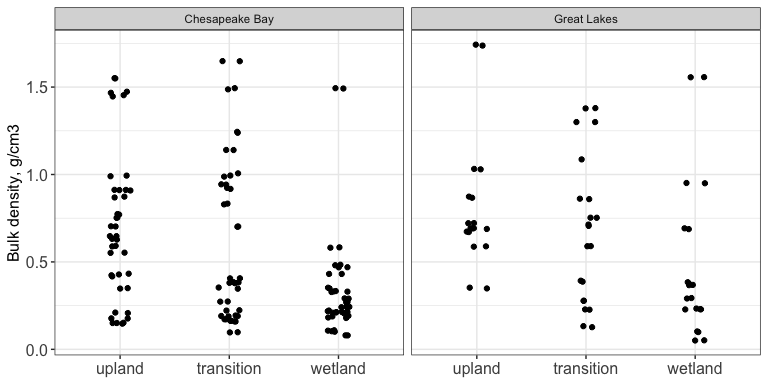 Chesapeake Bay
Great Lakes
Bulk density, g/cm3
1.5
1.0
0.5
0.0
upland transition wetland
upland transition wetland